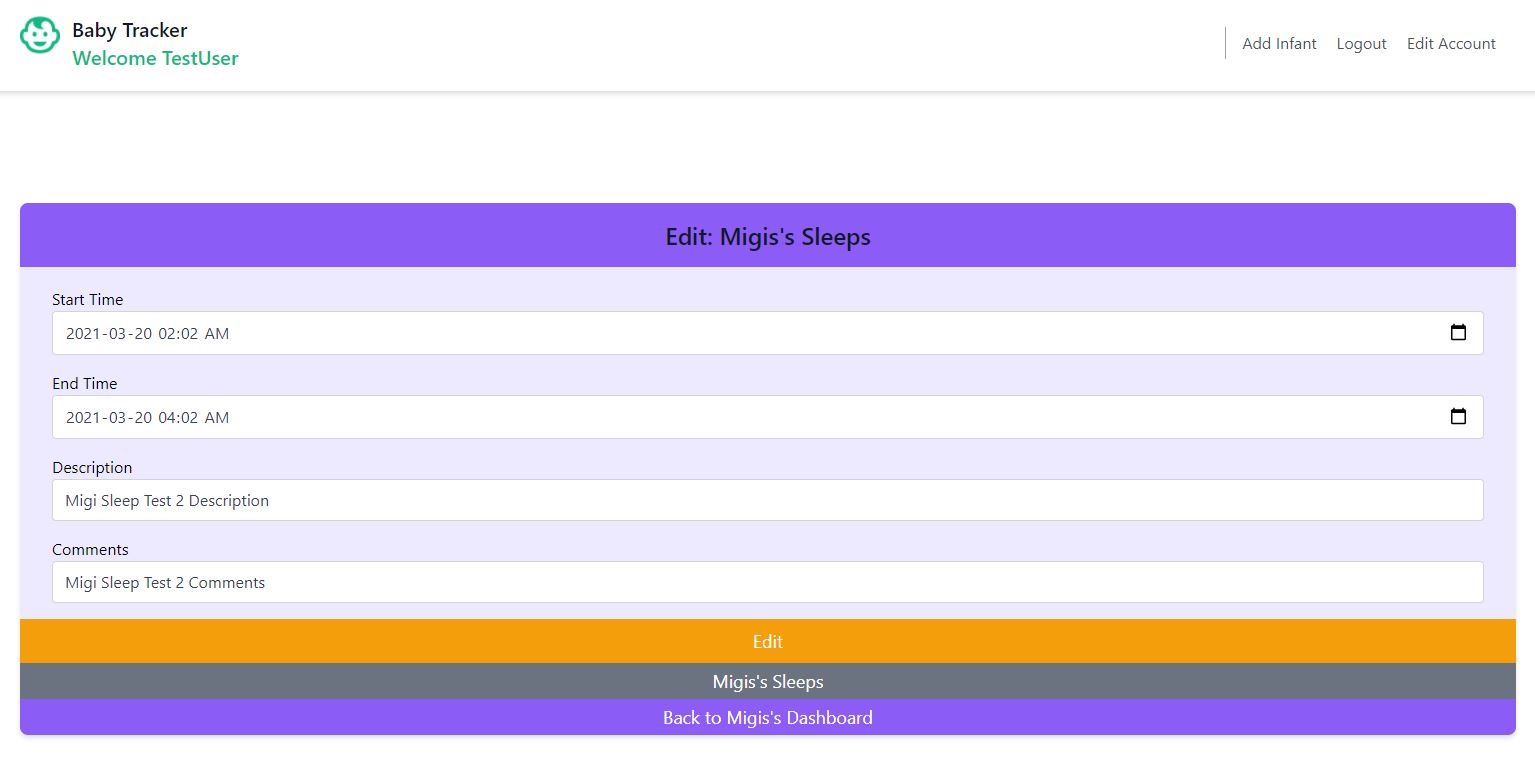 Baby Tracker
Welcome TestUser
Add Infant
Logout
Edit Account
Edit: Migis's Sleeps
Start Time
2021-03-20 02:02 AM
End Time
2021-03-20 04:02 AM
Description
Migi Sleep Test 2 Description
Comments
Migi Sleep Test 2 Comments
Edit
Migis's Sleeps
Back to Migis's Dashboard